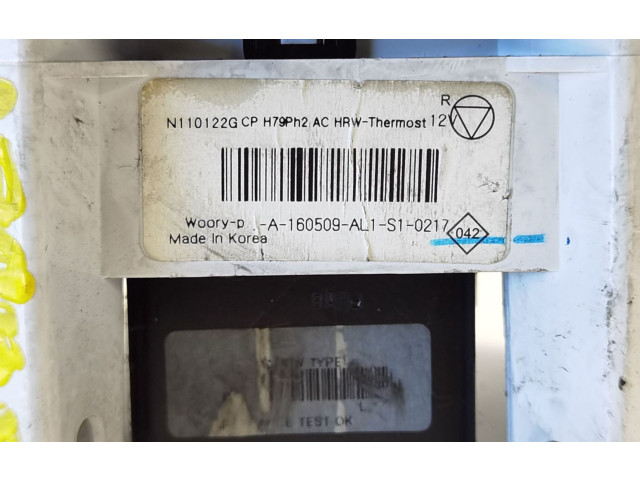 N110122G CP H79Ph2 AC HRW-Thermost 12V
R
Woory-p -A-160509-AL1-S1-0217
042
Made In Korea
TYPE
TEST OK